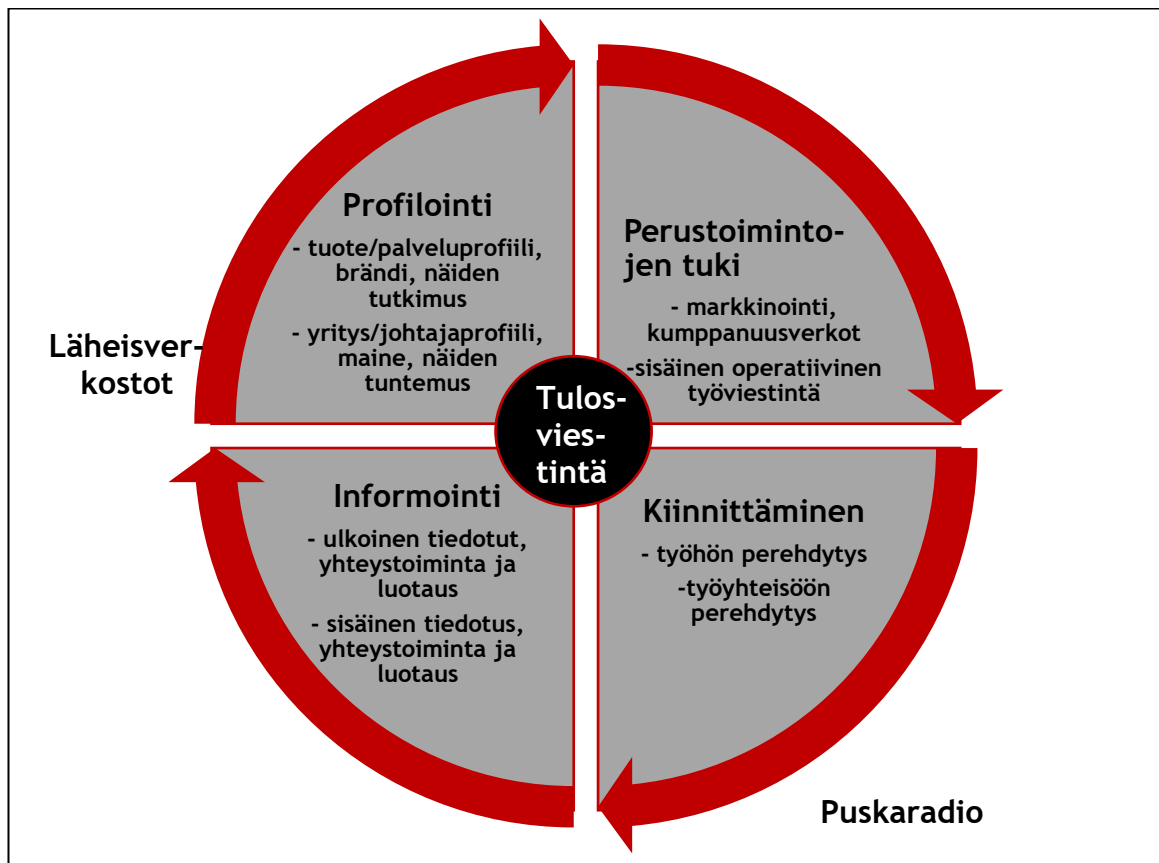 Profilointi
- tuote/palveluprofiili,
brändi, näiden
tutkimus
- yritys/johtajaprofiili,
maine, näiden
tuntemus
Perustoiminto-
jen tuki
- markkinointi,
kumppanuusverkot
-sisäinen operatiivinen
työviestintä
Läheisver-
kostot
Tulos-
vies-
tintä
Informointi
- ulkoinen tiedotut,
yhteystoiminta ja
luotaus
- sisäinen tiedotus,
yhteystoiminta ja
luotaus
Kiinnittäminen
- työhön perehdytys
-työyhteisöön
perehdytys
Puskaradio